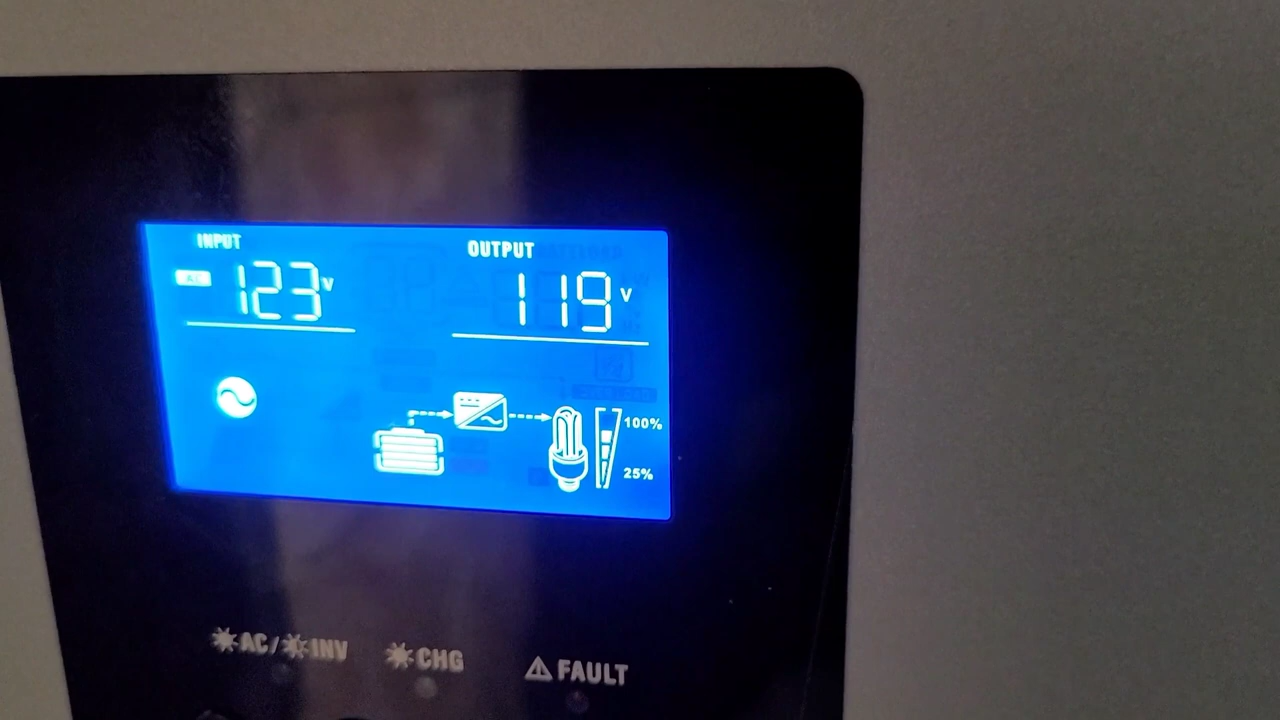 INPUT OUTPUT
AC 123V 119V
100%
25%
AC/INV CHG FAULT